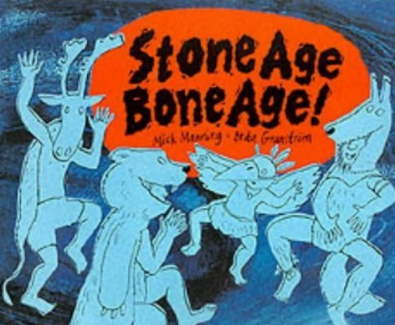 Stone Age
Bone Age!
Mick Manning · Brita Granström